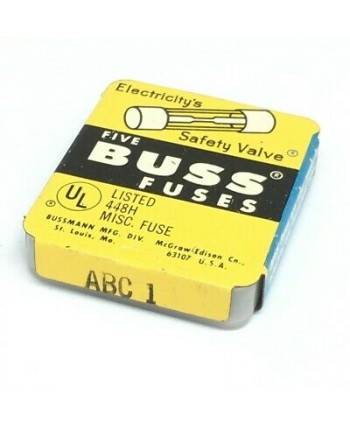 Electricity's
Safety Valve®
FIVE
BUSS®
FUSES
UL ® LISTED
448H
MISC. FUSE
BUSSMANN MFG. DIV. McGraw/Edison Co.,
St. Louis, Mo. 63107 U.S.A.
ABC 1